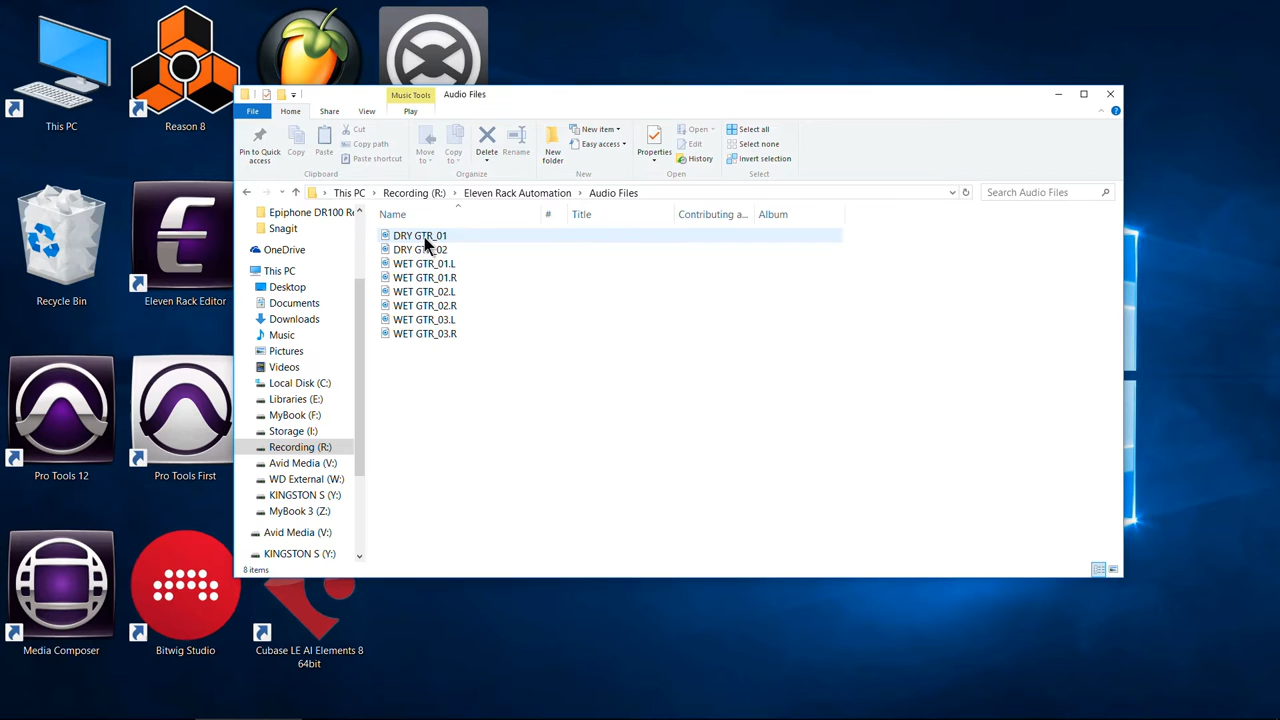 This PC
Reason 8
Recycle Bin
Eleven Rack Editor
Pro Tools 12
Pro Tools First
Media Composer
Bitwig Studio
Cubase LE AI Elements 8
64bit
Music Tools
Audio Files
File
Home
Share
View
Play
Pin to Quick
access
Copy
Paste
Cut
Copy path
Paste shortcut
Clipboard
Move
to
Copy
to
Delete
Rename
Organize
New
folder
New item
Easy access
New
Properties
Open
Edit
History
Open
Select all
Select none
Invert selection
Select
This PC > Recording (R:) > Eleven Rack Automation > Audio Files
Search Audio Files
Epiphone DR100 Re
Snagit
OneDrive
This PC
Desktop
Documents
Downloads
Music
Pictures
Videos
Local Disk (C:)
Libraries (E:)
MyBook (F:)
Storage (I:)
Recording (R:)
Avid Media (V:)
WD External (W:)
KINGSTON S (Y:)
MyBook 3 (Z:)
Avid Media (V:)
KINGSTON S (Y:)
Name # Title Contributing a... Album
DRY GTR_01
DRY GTR_02
WET GTR_01.L
WET GTR_01.R
WET GTR_02.L
WET GTR_02.R
WET GTR_03.L
WET GTR_03.R
8 items